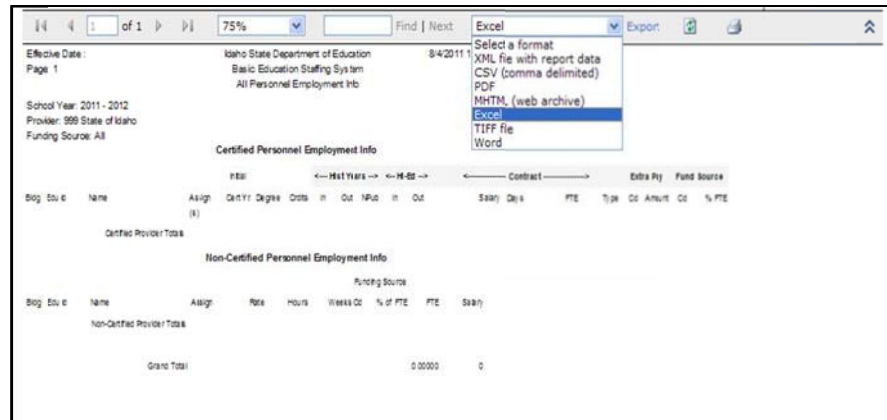 1 of 1 75% Find | Next Excel Export
Select a format
XML file with report data
CSV (comma delimited)
PDF
MHTML (web archive)
Excel
TIFF file
Word
Effective Date : Idaho State Department of Education 8/4/2011 1
Page 1 Basic Education Staffing System
All Personnel Employment Info
School Year: 2011 - 2012
Provider: 999 State of Idaho
Funding Source: All
Certified Personnel Employment Info
Initial <--- Hist Years --> <-- Hi-Ed --> <---------- Contract ----------> Extra Pay Fund Source
Bldg Edu Id Name Assign Cert Yr Degree Crdts In Out NPub In Out Salary Days FTE Type Cd Amount Cd % FTE
(s)
Certified Provider Totals
Non-Certified Personnel Employment Info
Funding Source
Bldg Edu Id Name Assign Rate Hours Weeks Cd % of FTE FTE Salary
Non-Certified Provider Totals
Grand Total 0.00000 0